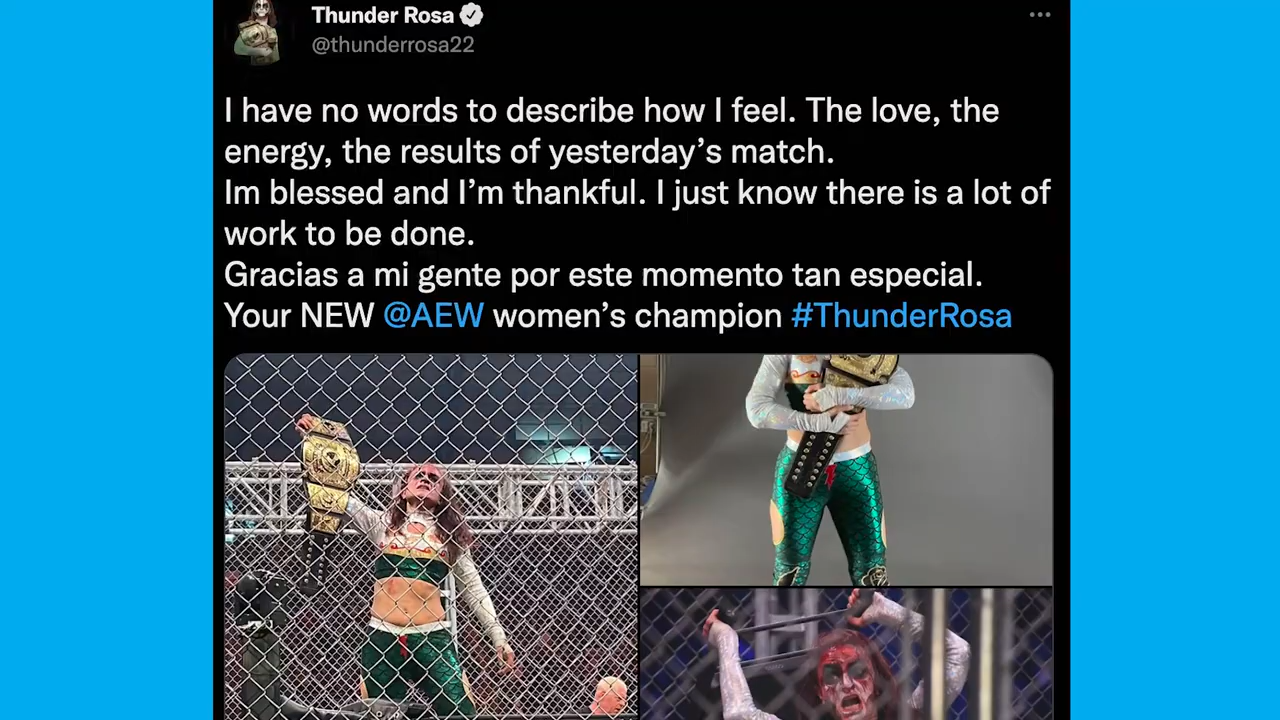 Thunder Rosa
@thunderrosa22
I have no words to describe how I feel. The love, the
energy, the results of yesterday’s match.
Im blessed and I’m thankful. I just know there is a lot of
work to be done.
Gracias a mi gente por este momento tan especial.
Your NEW @AEW women’s champion #ThunderRosa